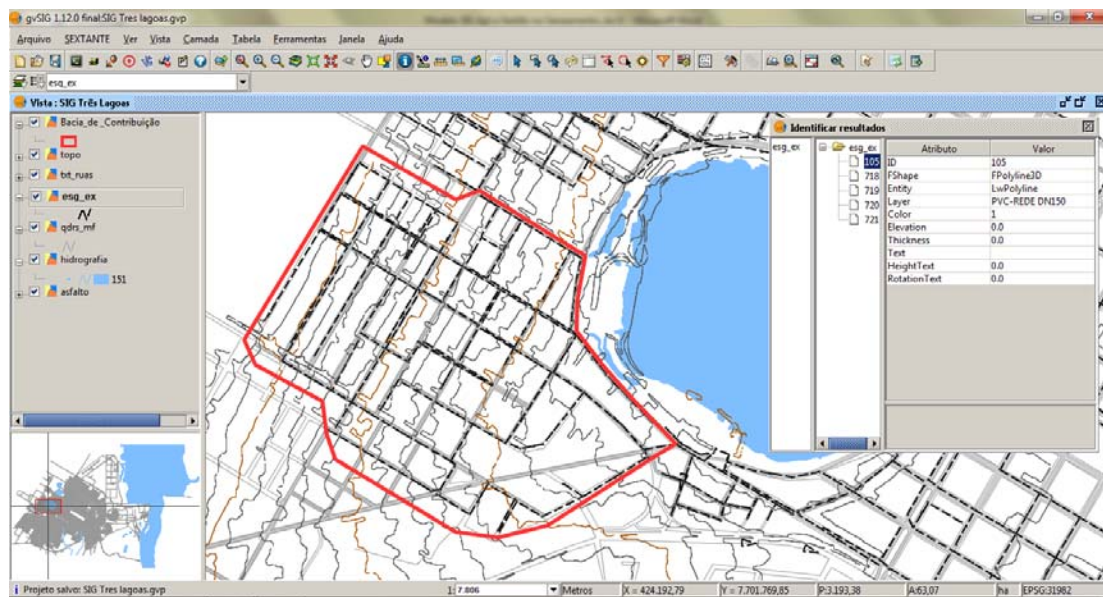 gvSIG 1.12.0 final:SIG Tres lagoas.gvp
Arquivo SEXTANTE Ver Vista Camada Tabela Ferramentas Janela Ajuda
esq_ex
Vista : SIG Três Lagoas
Bacia_de_Contribuição
topo
txt_ruas
esg_ex
qdrs_mf
hidrografia
151
asfalto
Identificar resultados
esg_ex
esg_ex
105
718
719
720
721
Atributo Valor
ID 105
FShape FPolyline3D
Entity LwPolyline
Layer PVC-REDE DN150
Color 1
Elevation 0.0
Thickness 0.0
Text
HeightText 0.0
RotationText 0.0
Projeto salvo: SIG Tres lagoas.gvp 1: 7.806 Metros X = 424.192,79 Y = 7.701.769,85 P:3.193,38 A:63,07 ha EPSG:31982